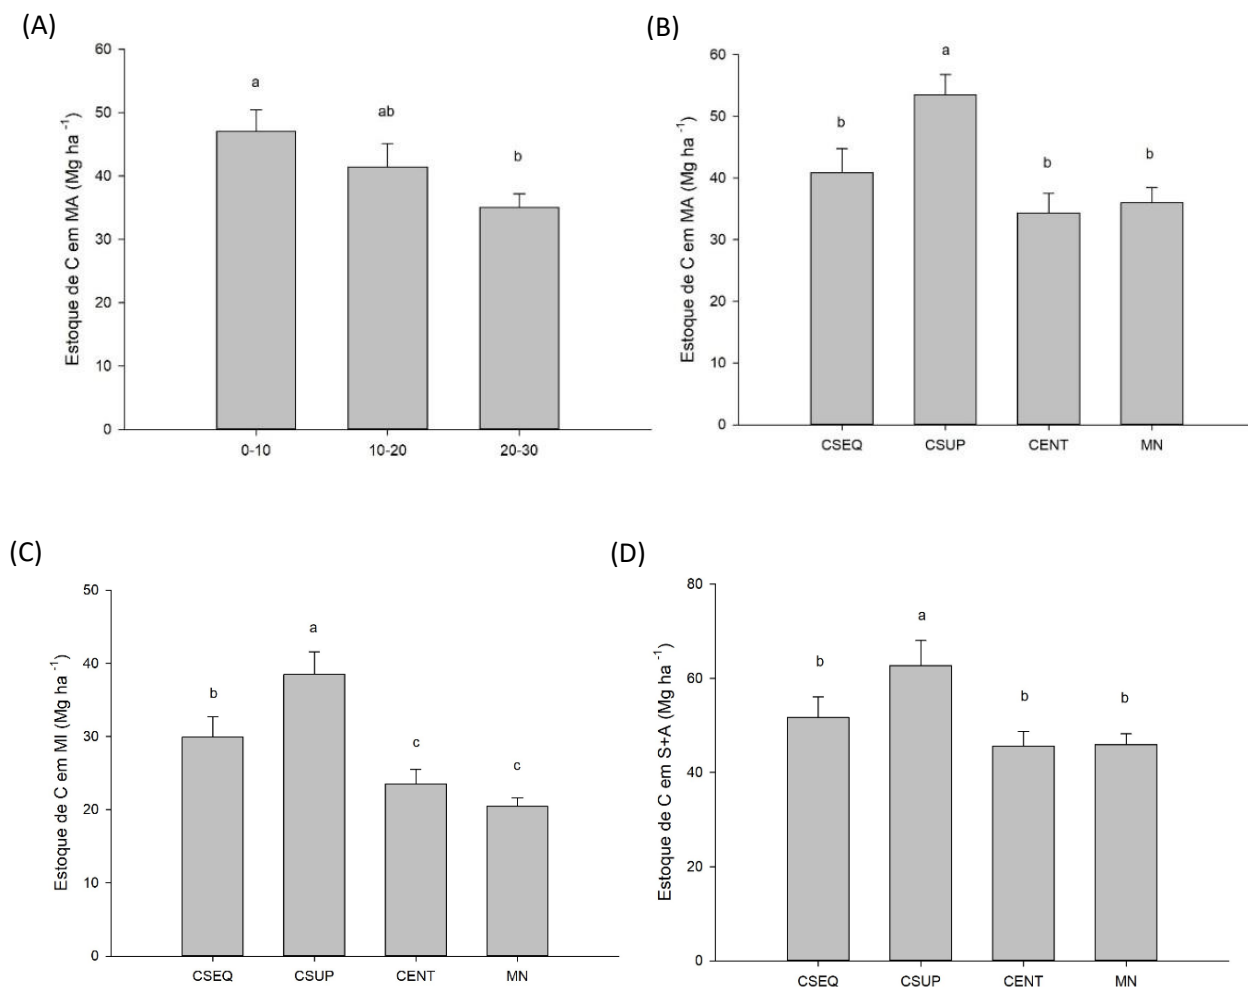 (A)
Estoque de C em MA (Mg ha ⁻¹)
60
50
40
30
20
10
0
a
ab
b
0-10
10-20
20-30
(B)
Estoque de C em MA (Mg ha ⁻¹)
60
50
40
30
20
10
0
b
a
b
b
CSEQ
CSUP
CENT
MN
(C)
Estoque de C em MI (Mg ha ⁻¹)
50
40
30
20
10
0
b
a
c
c
CSEQ
CSUP
CENT
MN
(D)
Estoque de C em S+A (Mg ha ⁻¹)
80
60
40
20
0
b
a
b
b
CSEQ
CSUP
CENT
MN